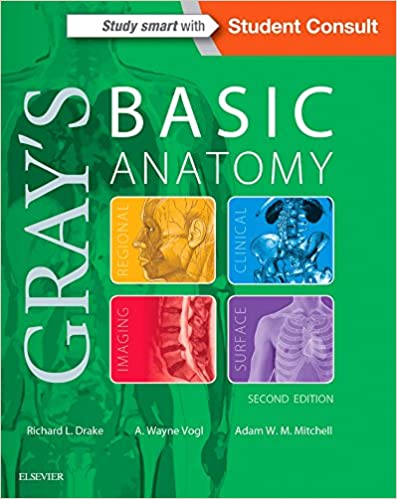 Study smart with Student Consult
GRAY'S
BASIC
ANATOMY
REGIONAL
CLINICAL
IMAGING
SURFACE
SECOND EDITION
Richard L. Drake A. Wayne Vogl Adam W. M. Mitchell
ELSEVIER